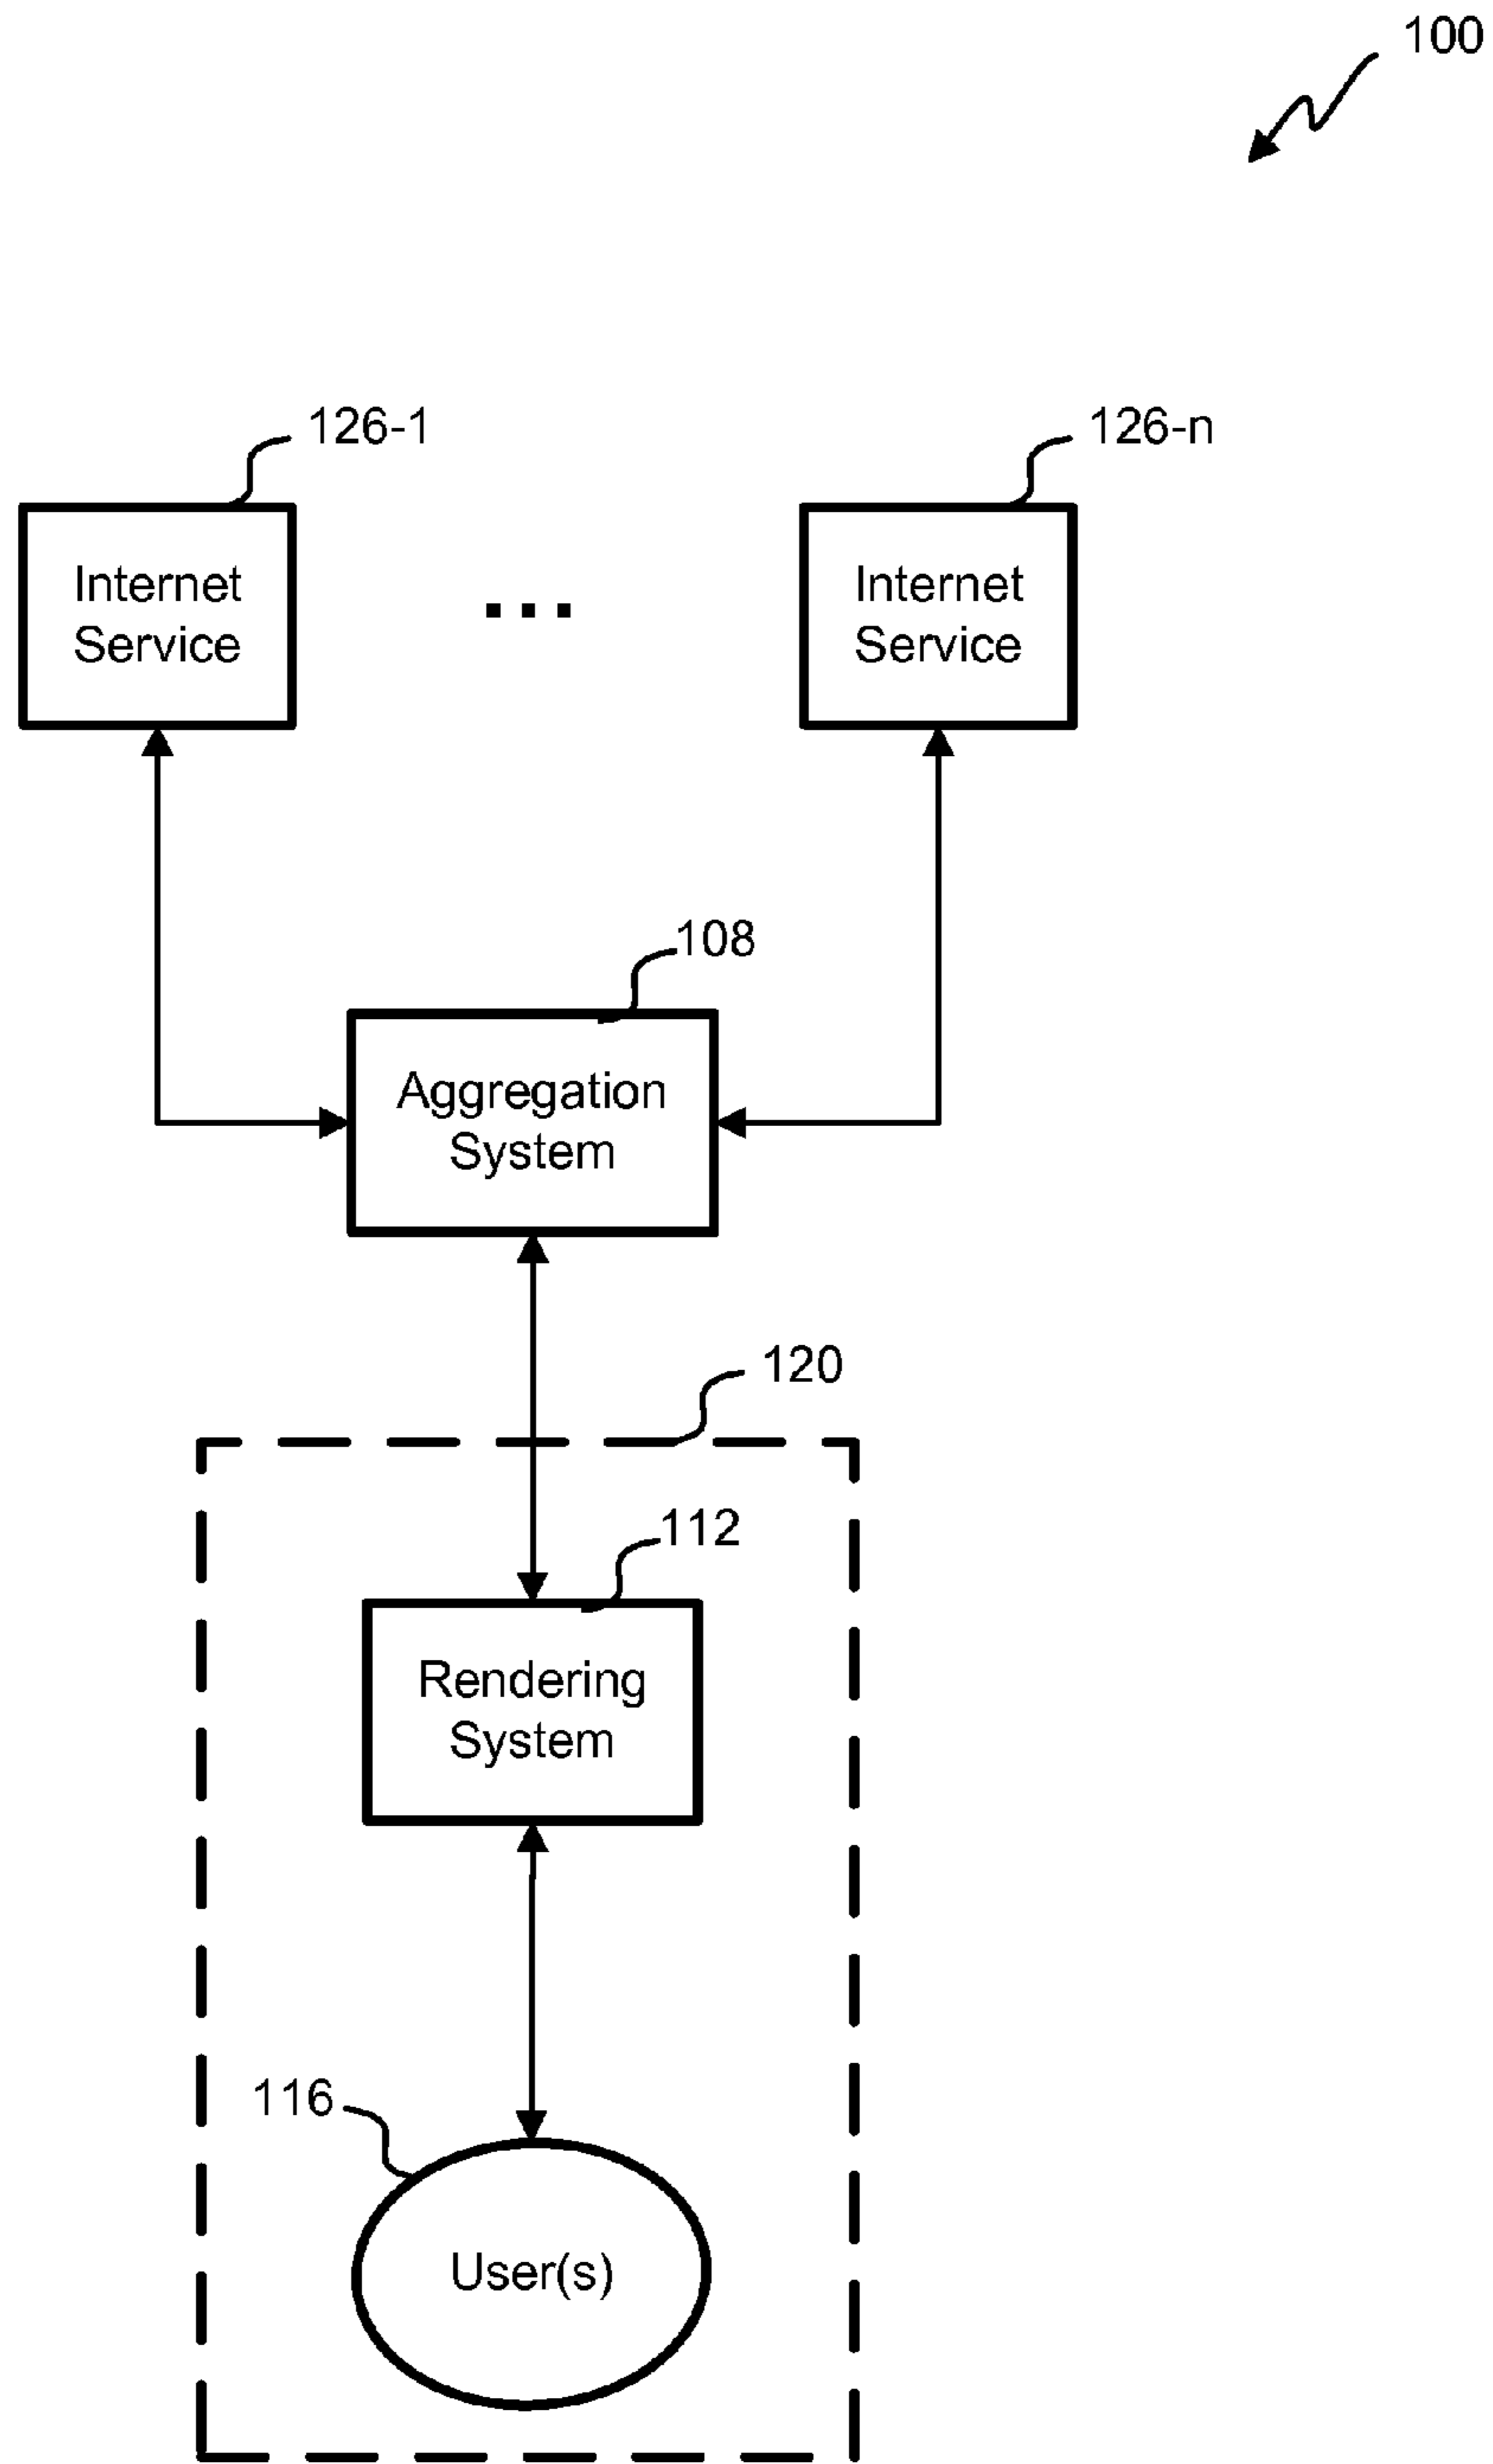 100
126-1
126-n
Internet
Service
...
Internet
Service
108
Aggregation
System
120
112
Rendering
System
116
User(s)